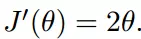 J′(θ) = 2θ.